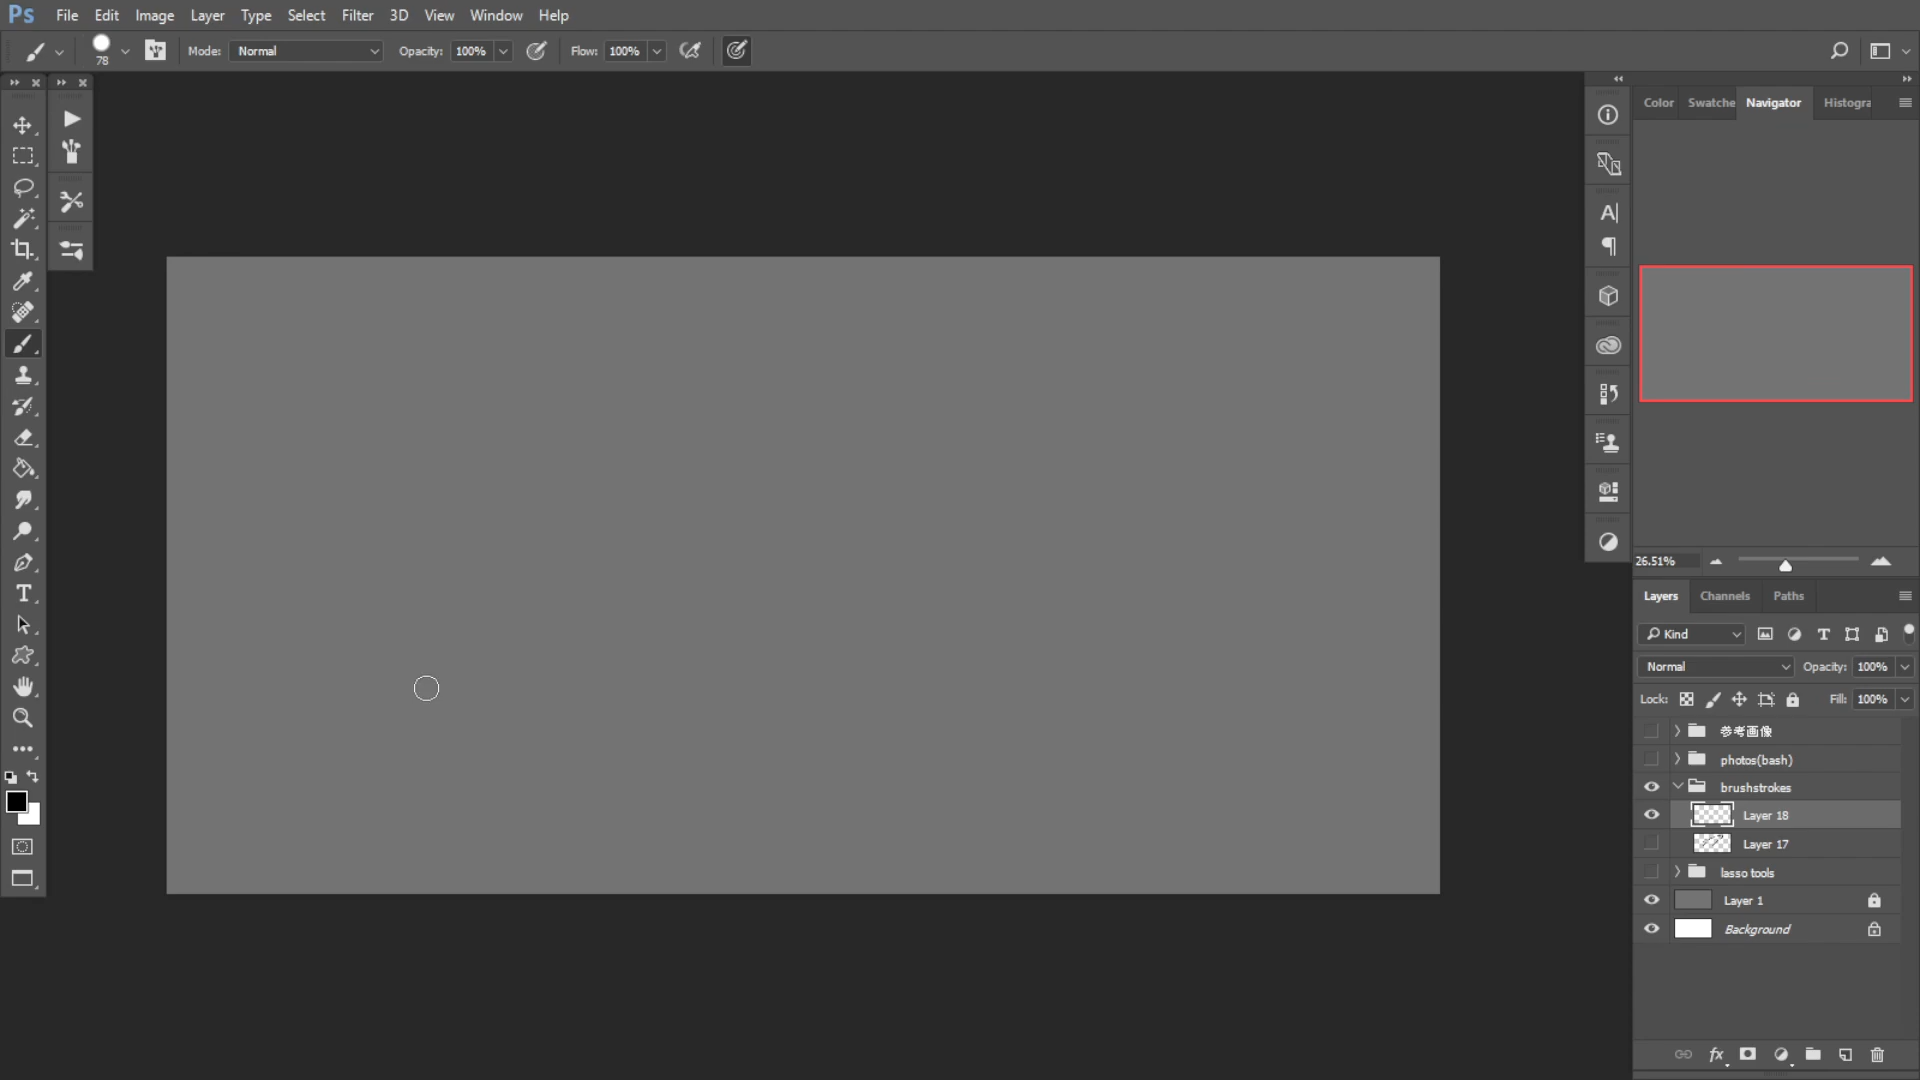 Ps File Edit Image Layer Type Select Filter 3D View Window Help
78 Mode: Normal Opacity: 100% Flow: 100%
Color Swatche Navigator Histogra
26.51%
Layers Channels Paths
Kind
Normal Opacity: 100%
Lock: Fill: 100%
参考画像
photos(bash)
brushstrokes
Layer 18
Layer 17
lasso tools
Layer 1
Background
fx